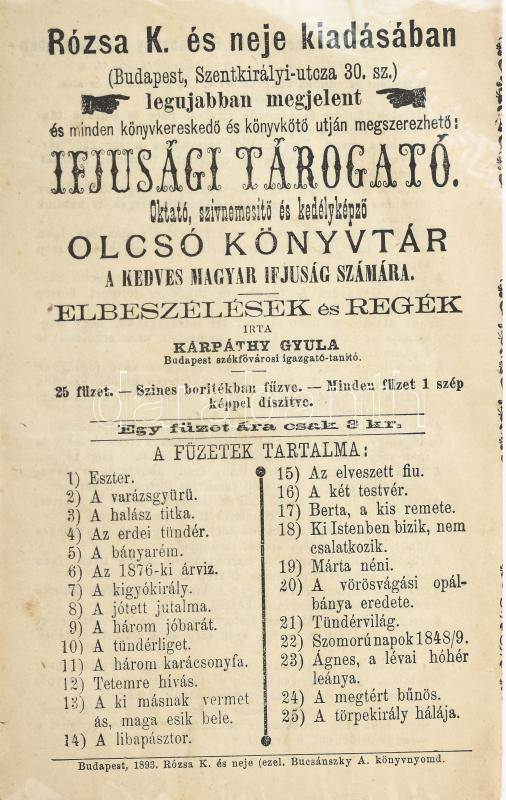 Rózsa K. és neje kiadásában
(Budapest, Szentkirályi-utcza 30. sz.)
legujabban megjelent
és minden könyvkereskedő és könyvkötő utján megszerezhető:
IFJUSÁGI TÁROGATÓ.
Oktató, szivnemesitő és kedélyképző
OLCSÓ KÖNYVTÁR
A KEDVES MAGYAR IFJUSÁG SZÁMÁRA.
ELBESZÉLÉSEK és REGÉK
IRTA
KÁRPÁTHY GYULA
Budapest székfővárosi igazgató-tanító.
25 füzet. — Szines boritékban fűzve. — Minden füzet 1 szép
képpel diszitve.
Egy füzet ára csak 3 kr.
A FÜZETEK TARTALMA:
1) Eszter.
2) A varázsgyürü.
3) A halász titka.
4) Az erdei tündér.
5) A bányarém.
6) Az 1876-ki árviz.
7) A kigyókirály.
8) A jótett jutalma.
9) A három jóbarát.
10) A tündérliget.
11) A három karácsonyfa.
12) Tetemre hívás.
13) A ki másnak vermet
ás, maga esik bele.
14) A libapásztor.
15) Az elveszett fiu.
16) A két testvér.
17) Berta, a kis remete.
18) Ki Istenben bizik, nem
csalatkozik.
19) Márta néni.
20) A vörösvágási opál-
bánya eredete.
21) Tündérvilág.
22) Szomorú napok 1848/9.
23) Ágnes, a lévai hóhér
leánya.
24) A megtért bűnös.
25) A törpekirály hálája.
Budapest, 1893. Rózsa K. és neje (ezel. Bucsánszky A. könyvnyomd.